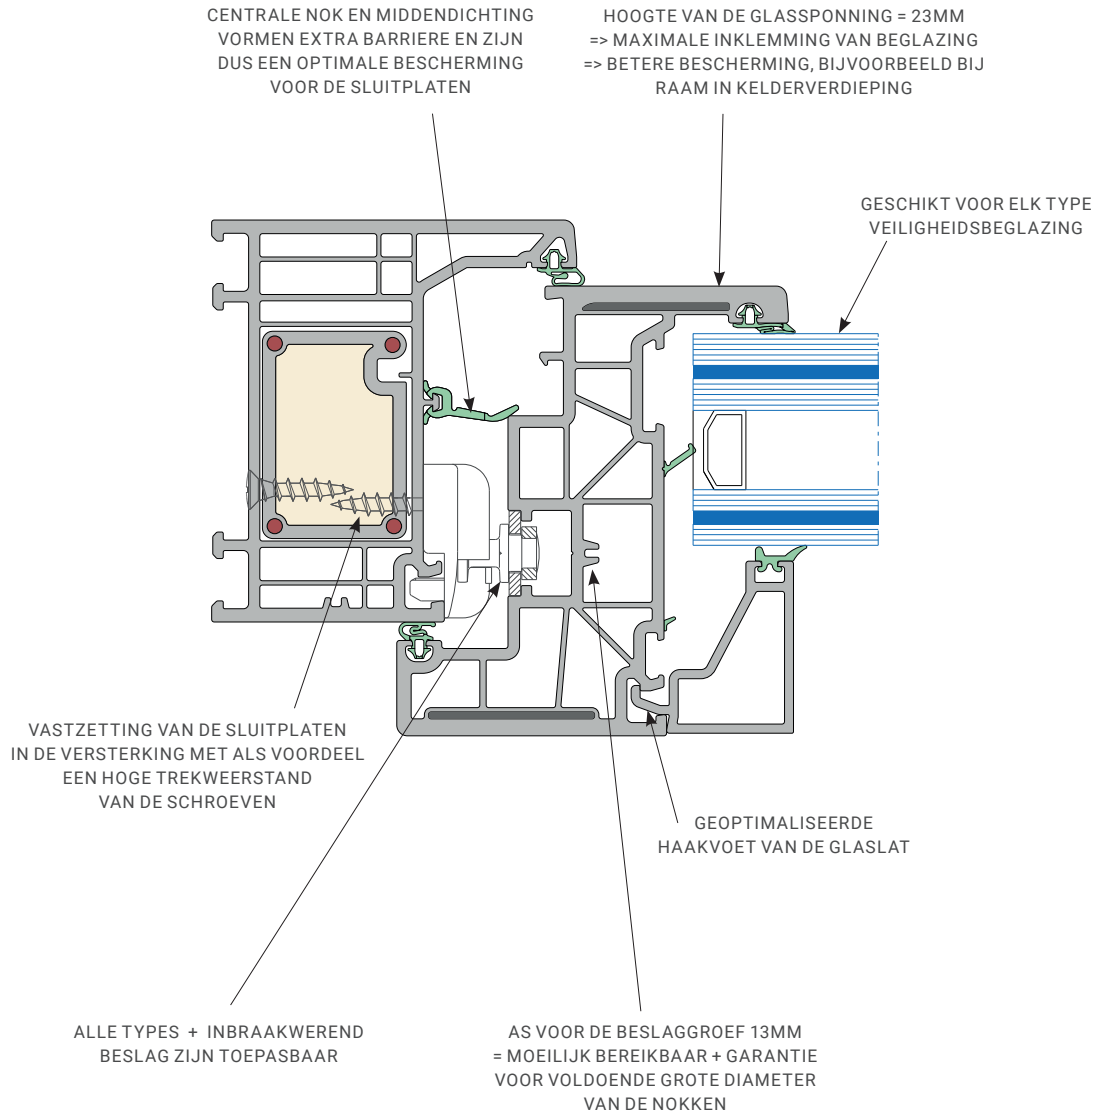 CENTRALE NOK EN MIDDENDICHTING
VORMEN EXTRA BARRIERE EN ZIJN
DUS EEN OPTIMALE BESCHERMING
VOOR DE SLUITPLATEN
HOOGTE VAN DE GLASSPONNING = 23MM
=> MAXIMALE INKLEMMING VAN BEGLAZING
=> BETERE BESCHERMING, BIJVOORBEELD BIJ
RAAM IN KELDERVERDIEPING
GESCHIKT VOOR ELK TYPE
VEILIGHEIDSBEGLAZING
VASTZETTING VAN DE SLUITPLATEN
IN DE VERSTERKING MET ALS VOORDEEL
EEN HOGE TREKWEERSTAND
VAN DE SCHROEVEN
GEOPTIMALISEERDE
HAAKVOET VAN DE GLASLAT
ALLE TYPES + INBRAAKWEREND
BESLAG ZIJN TOEPASBAAR
AS VOOR DE BESLAGGROEF 13MM
= MOEILIJK BEREIKBAAR + GARANTIE
VOOR VOLDOENDE GROTE DIAMETER
VAN DE NOKKEN